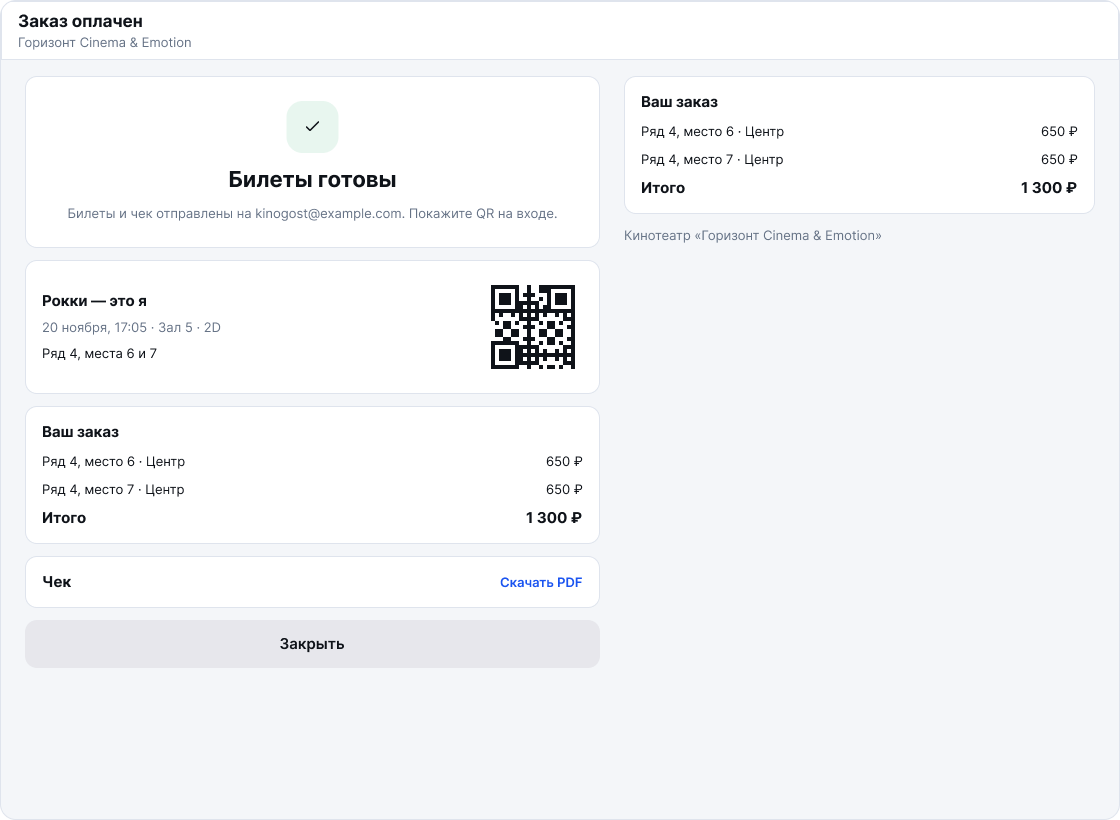 Заказ оплачен
Горизонт Cinema & Emotion
Билеты готовы
Билеты и чек отправлены на kinogost@example.com. Покажите QR на входе.
Рокки — это я
20 ноября, 17:05 · Зал 5 · 2D
Ряд 4, места 6 и 7
Ваш заказ
Ряд 4, место 6 · Центр 650 ₽
Ряд 4, место 7 · Центр 650 ₽
Итого 1 300 ₽
Чек Скачать PDF
Закрыть
Ваш заказ
Ряд 4, место 6 · Центр 650 ₽
Ряд 4, место 7 · Центр 650 ₽
Итого 1 300 ₽
Кинотеатр «Горизонт Cinema & Emotion»